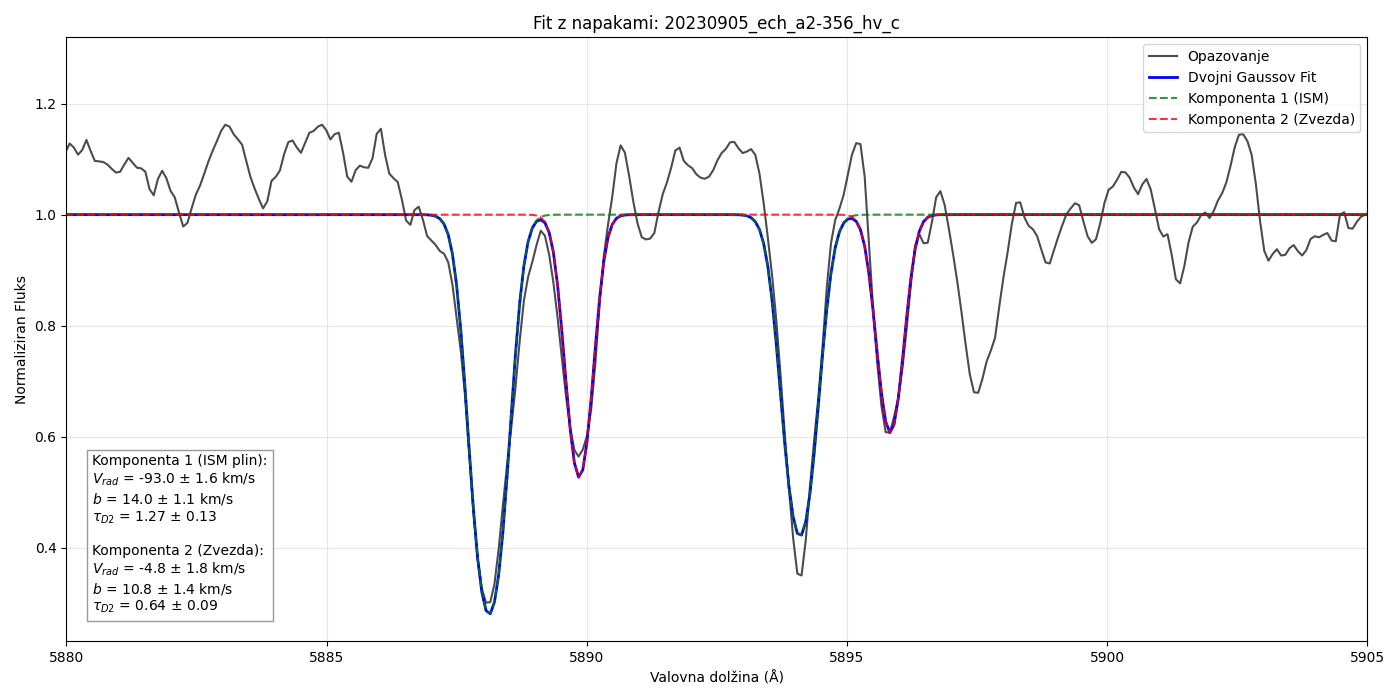 Fit z napakami: 20230905_ech_a2-356_hv_c
Normaliziran Fluks
1.2
1.0
0.8
0.6
0.4
Opazovanje
Dvojni Gaussov Fit
Komponenta 1 (ISM)
Komponenta 2 (Zvezda)
Komponenta 1 (ISM plin):
V_rad = -93.0 ± 1.6 km/s
b = 14.0 ± 1.1 km/s
τ_D2 = 1.27 ± 0.13
Komponenta 2 (Zvezda):
V_rad = -4.8 ± 1.8 km/s
b = 10.8 ± 1.4 km/s
τ_D2 = 0.64 ± 0.09
5880 5885 5890 5895 5900 5905
Valovna dolžina (Å)